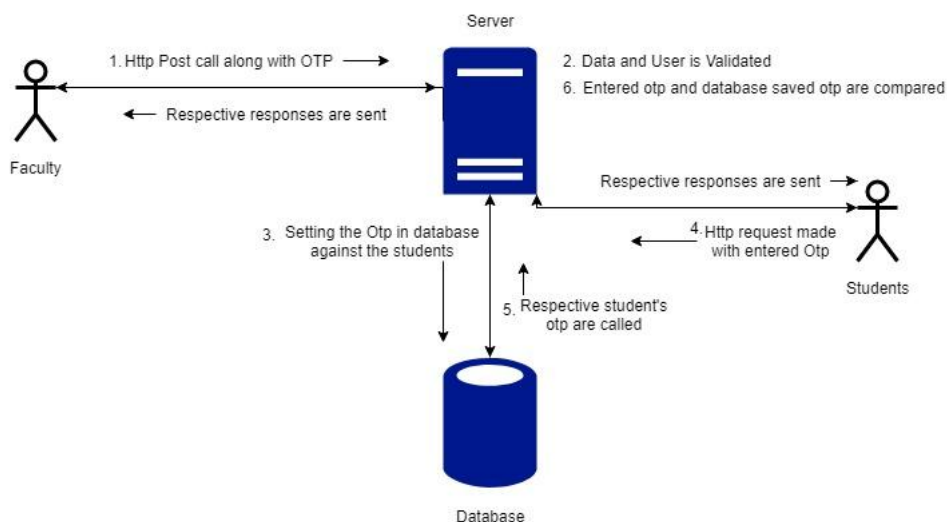 Server
1. Http Post call along with OTP
2. Data and User is Validated
6. Entered otp and database saved otp are compared
Respective responses are sent
Faculty
Respective responses are sent
3. Setting the Otp in database
against the students
4. Http request made
with entered Otp
Students
5. Respective student's
otp are called
Database